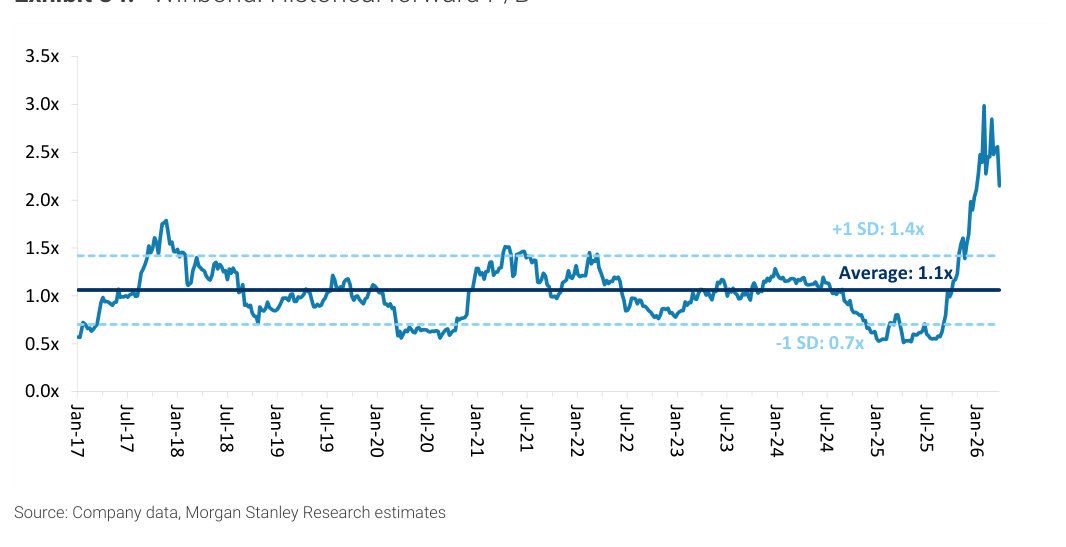 3.5x
3.0x
2.5x
2.0x
1.5x
1.0x
0.5x
0.0x
+1 SD: 1.4x
Average: 1.1x
-1 SD: 0.7x
Jan-17
Jul-17
Jan-18
Jul-18
Jan-19
Jul-19
Jan-20
Jul-20
Jan-21
Jul-21
Jan-22
Jul-22
Jan-23
Jul-23
Jan-24
Jul-24
Jan-25
Jul-25
Jan-26
Source: Company data, Morgan Stanley Research estimates